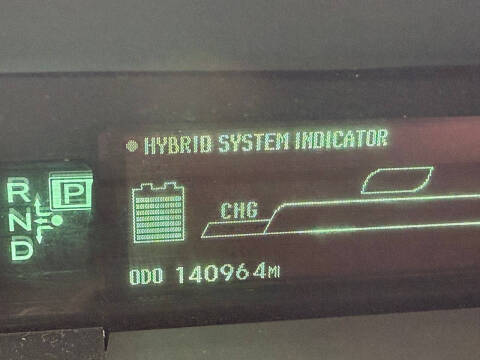 HYBRID SYSTEM INDICATOR
R P
N
D
CHG
ODO 140964MI